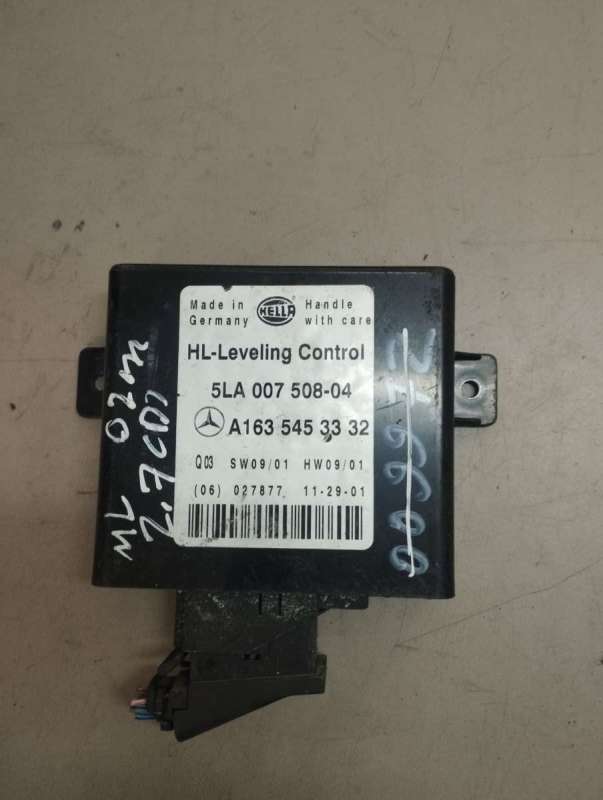 Made in Germany
HELLA
Handle with care
HL-Leveling Control
5LA 007 508-04
A163 545 33 32
Q03 SW09/01 HW09/01
(06) 027877 11-29-01
ML 02m
2.7CDI